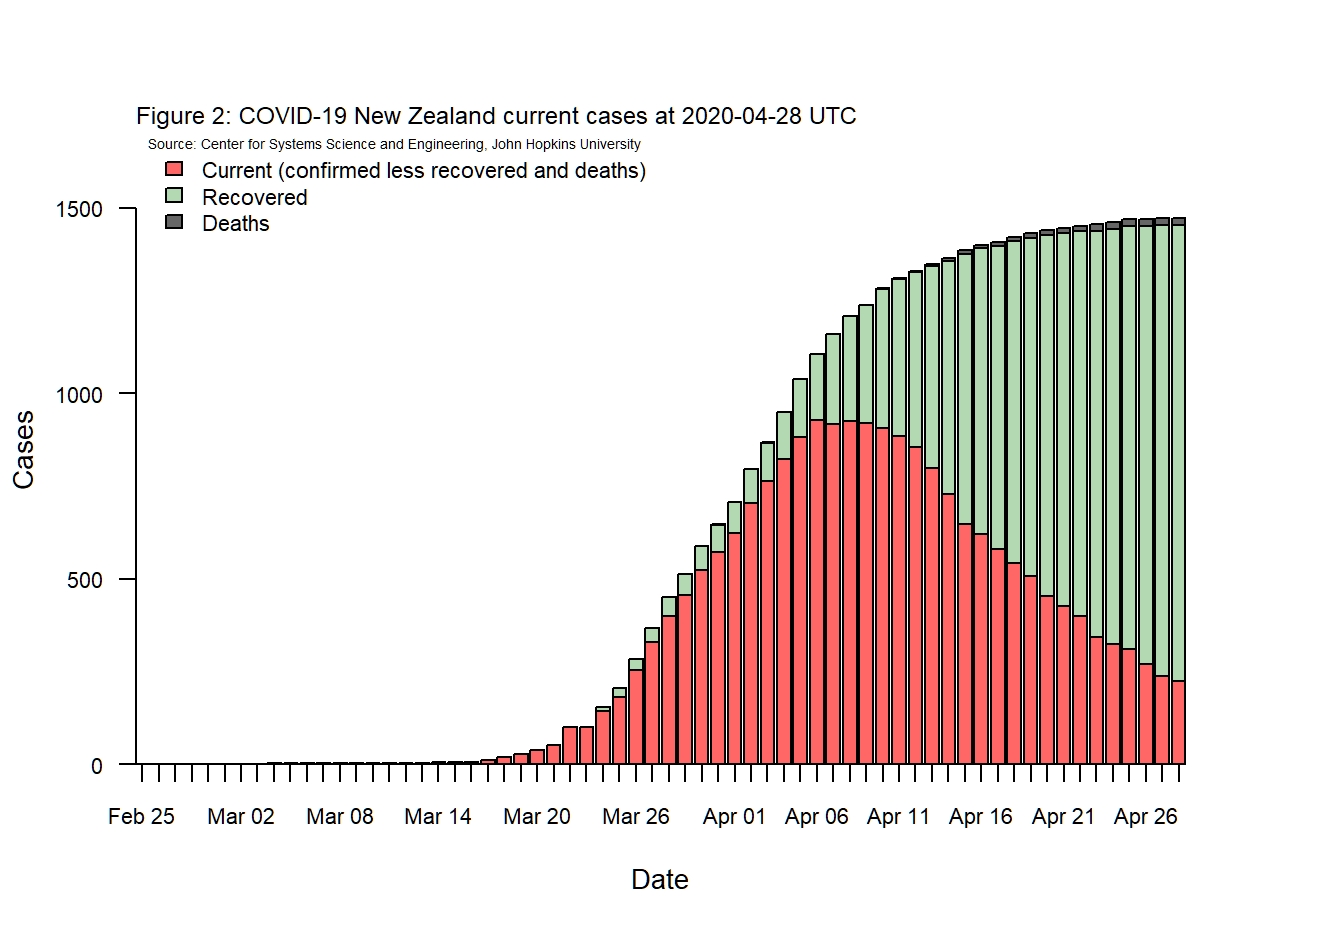 Figure 2: COVID-19 New Zealand current cases at 2020-04-28 UTC
Source: Center for Systems Science and Engineering, John Hopkins University
Current (confirmed less recovered and deaths)
Recovered
Deaths
1500
1000
500
0
Cases
Feb 25 Mar 02 Mar 08 Mar 14 Mar 20 Mar 26 Apr 01 Apr 06 Apr 11 Apr 16 Apr 21 Apr 26
Date